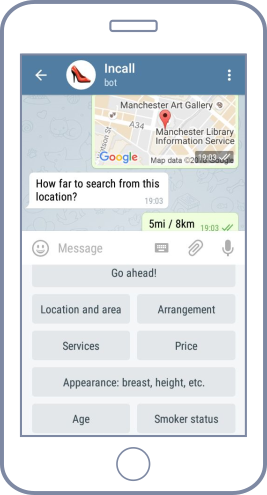 Incall
bot
Manchester Art Gallery
A34
Manchester Library
Information Service
Google
Map data ©20
19:03
How far to search from this
location?
19:03
5mi / 8km 19:03
Message
Go ahead!
Location and area Arrangement
Services Price
Appearance: breast, height, etc.
Age Smoker status